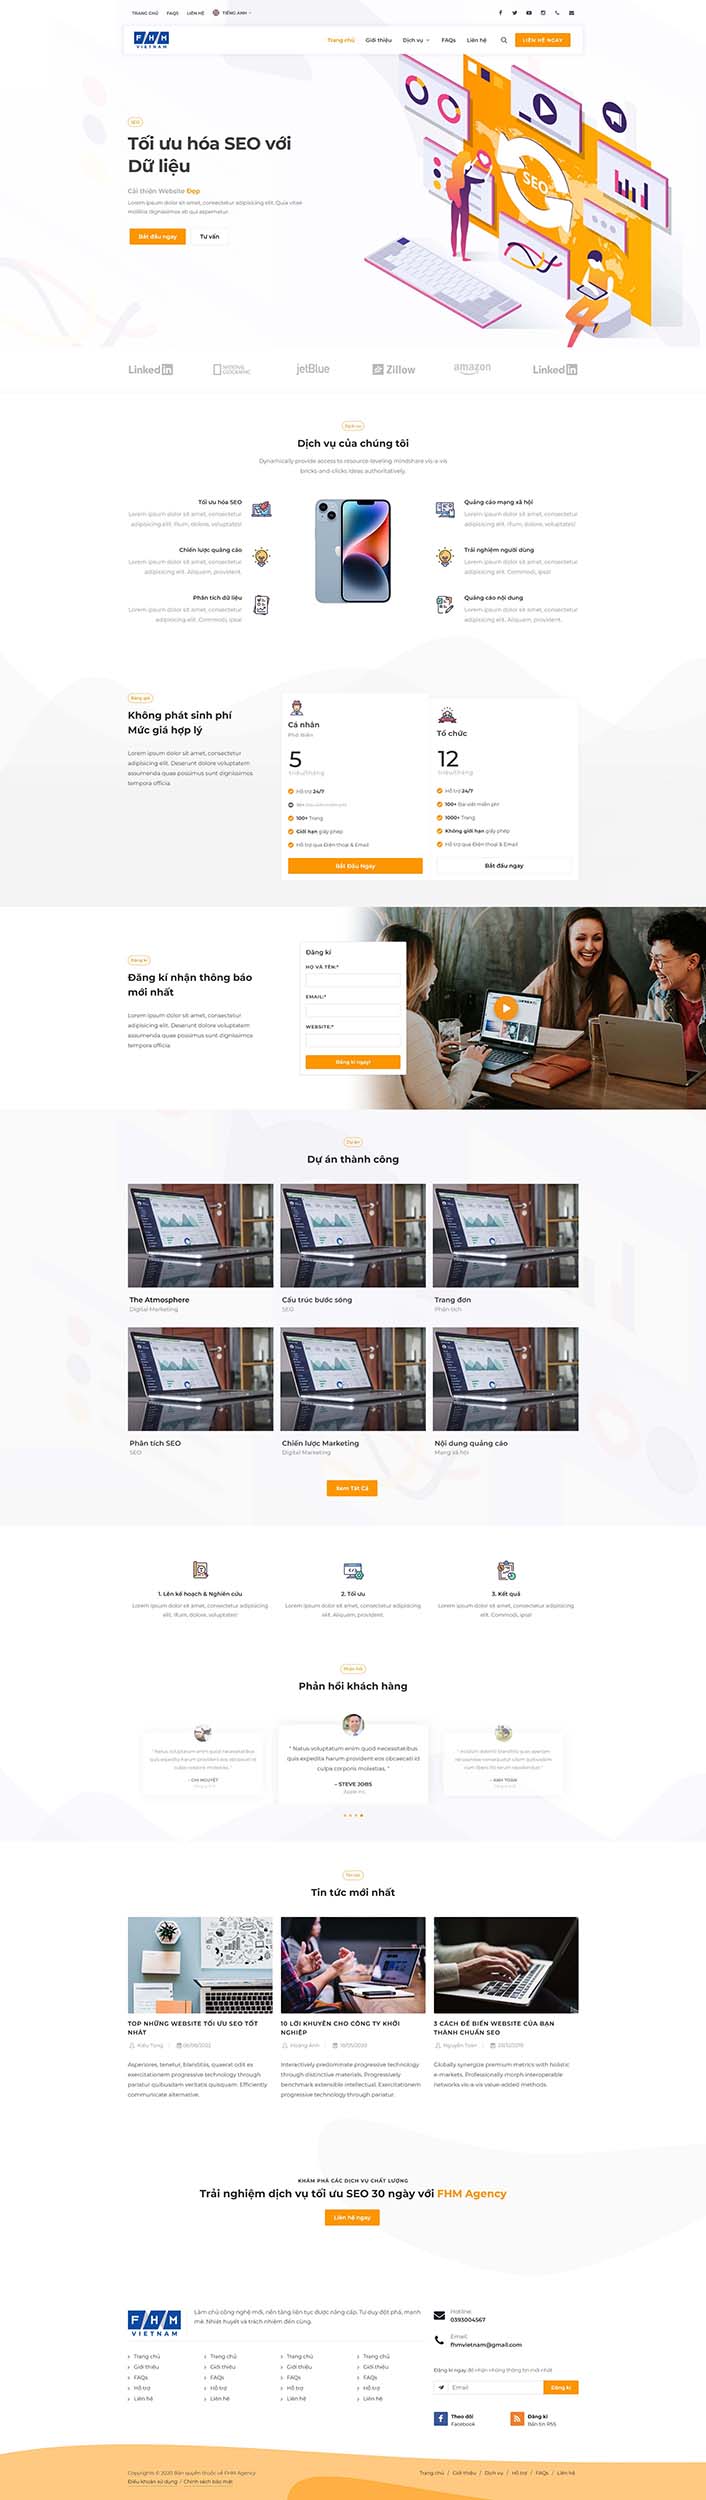 TRANG CHỦ FAQS LIÊN HỆ TIẾNG ANH
FHM
VIETNAM
Trang chủ Giới thiệu Dịch vụ FAQs Liên hệ LIÊN HỆ NGAY
SEO
Tối ưu hóa SEO với
Dữ liệu
Cải thiện Website Đẹp
Lorem ipsum dolor sit amet, consectetur adipisicing elit. Quia vitae
mollitia dignissimos ab qui aspernatur.
Bắt đầu ngay Tư vấn
SEO
LinkedIn NATIONAL GEOGRAPHIC jetBlue Zillow amazon LinkedIn
Dịch vụ
Dịch vụ của chúng tôi
Dynamically provide access to resource-leveling mindshare vis-a-vis
bricks-and-clicks ideas authoritatively.
Tối ưu hóa SEO
Lorem ipsum dolor sit amet, consectetur
adipisicing elit. Illum, dolore, voluptates!
Chiến lược quảng cáo
Lorem ipsum dolor sit amet, consectetur
adipisicing elit. Aliquam, provident.
Phân tích dữ liệu
Lorem ipsum dolor sit amet, consectetur
adipisicing elit. Commodi, ipsa!
Quảng cáo mạng xã hội
Lorem ipsum dolor sit amet, consectetur
adipisicing elit. Illum, dolore, voluptates!
Trải nghiệm người dùng
Lorem ipsum dolor sit amet, consectetur
adipisicing elit. Commodi, ipsa!
Quảng cáo nội dung
Lorem ipsum dolor sit amet, consectetur
adipisicing elit. Aliquam, provident.
Bảng giá
Không phát sinh phí
Mức giá hợp lý
Lorem ipsum dolor sit amet, consectetur
adipisicing elit. Deserunt dolore voluptatem
assumenda quae possimus sunt dignissimos
tempora officia.
Cá nhân
Phổ Biến
5
triệu/tháng
Hỗ trợ 24/7
100+ Trang
Giới hạn giấy phép
Hỗ trợ qua Điện thoại & Email
Bắt Đầu Ngay
Tổ chức
12
triệu/tháng
Hỗ trợ 24/7
100+ Bài viết miễn phí
1000+ Trang
Không giới hạn giấy phép
Hỗ trợ qua Điện thoại & Email
Bắt đầu ngay
Đăng kí
Đăng kí nhận thông báo
mới nhất
Lorem ipsum dolor sit amet, consectetur
adipisicing elit. Deserunt dolore voluptatem
assumenda quae possimus sunt dignissimos
tempora officia.
Đăng kí
HỌ VÀ TÊN:*
EMAIL:*
WEBSITE:*
Đăng kí ngay!
Dự án
Dự án thành công
The Atmosphere
Digital Marketing
Cấu trúc bước sóng
SEO
Trang đơn
Phân tích
Phân tích SEO
SEO
Chiến lược Marketing
Digital Marketing
Nội dung quảng cáo
Mạng xã hội
Xem Tất Cả
1. Lên kế hoạch & Nghiên cứu
Lorem ipsum dolor sit amet, consectetur adipisicing
elit. Illum, dolore, voluptates!
2. Tối ưu
Lorem ipsum dolor sit amet, consectetur adipisicing
elit. Aliquam, provident.
3. Kết quả
Lorem ipsum dolor sit amet, consectetur adipisicing
elit. Commodi, ipsa!
Phản hồi
Phản hồi khách hàng
" Natus voluptatum enim quod necessitatibus
quis expedita harum provident eos obcaecati id
culpa corporis molestias. "
– CHI NGUYỆT
" Natus voluptatum enim quod necessitatibus
quis expedita harum provident eos obcaecati id
culpa corporis molestias. "
– STEVE JOBS
Apple Inc.
– ANH TOÀN
Tin tức
Tin tức mới nhất
TOP NHỮNG WEBSITE TỐI ƯU SEO TỐT
NHẤT
Kiều Tùng 06/08/2022
Asperiores, tenetur, blanditiis, quaerat odit ex
exercitationem progressive technology through
pariatur quibusdam veritatis quisquam. Efficiently
communicate alternative.
10 LỜI KHUYÊN CHO CÔNG TY KHỞI
NGHIỆP
Hoàng Anh
Interactively predominate progressive technology
through distinctive materials. Progressively
benchmark extensible intellectual. Exercitationem
progressive technology through pariatur.
3 CÁCH ĐỂ BIẾN WEBSITE CỦA BẠN
THÀNH CHUẨN SEO
Nguyễn Toàn
Globally synergize premium metrics with holistic
e-markets. Professionally morph interoperable
networks vis-a-vis value-added methods.
KHÁM PHÁ CÁC DỊCH VỤ CHẤT LƯỢNG
Trải nghiệm dịch vụ tối ưu SEO 30 ngày với FHM Agency
Liên hệ ngay
FHM
VIETNAM
Làm chủ công nghệ mới, nền tảng liên tục được nâng cấp. Tư duy đột phá, mạnh
mẽ. Nhiệt huyết và trách nhiệm đến cùng.
Trang chủ Trang chủ Trang chủ Trang chủ
Giới thiệu Giới thiệu Giới thiệu Giới thiệu
FAQs FAQs FAQs FAQs
Hỗ trợ Hỗ trợ Hỗ trợ Hỗ trợ
Liên hệ Liên hệ Liên hệ Liên hệ
Hotline:
0393004567
Email:
fhmvietnam@gmail.com
Đăng kí ngay để nhận những thông tin mới nhất
Email Đăng kí
Theo dõi
Facebook
Đăng kí
Bản tin RSS
Copyrights © 2020 Bản quyền thuộc về FHM Agency.
Điều khoản sử dụng / Chính sách bảo mật
Trang chủ / Giới thiệu / Dịch vụ / Hỗ trợ / FAQs / Liên hệ